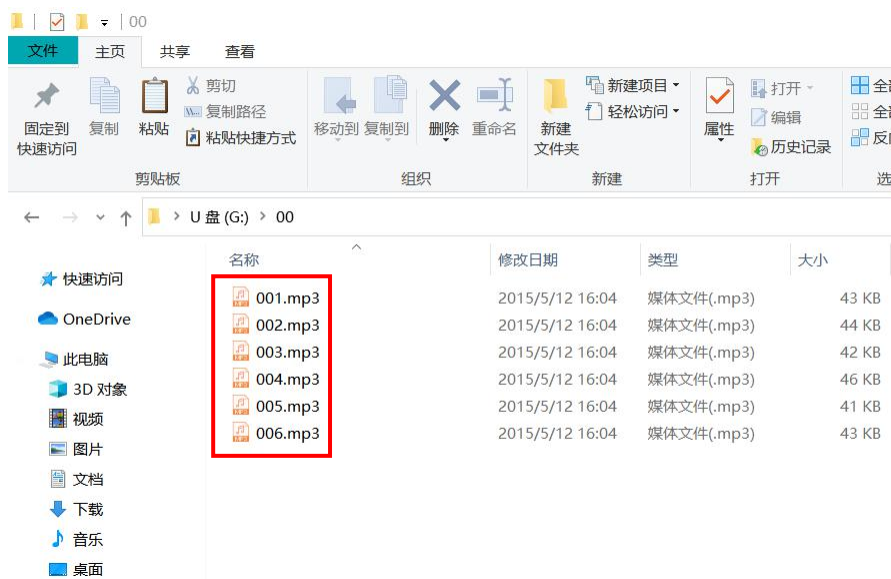 00
文件 主页 共享 查看
固定到
快速访问
复制
粘贴
剪切
复制路径
粘贴快捷方式
剪贴板
移动到
复制到
删除
重命名
组织
新建
文件夹
新建项目
轻松访问
新建
属性
打开
编辑
历史记录
打开
U 盘 (G:) > 00
名称 修改日期 类型 大小
快速访问
OneDrive
此电脑
3D 对象
视频
图片
文档
下载
音乐
桌面
001.mp3 2015/5/12 16:04 媒体文件(.mp3) 43 KB
002.mp3 2015/5/12 16:04 媒体文件(.mp3) 44 KB
003.mp3 2015/5/12 16:04 媒体文件(.mp3) 42 KB
004.mp3 2015/5/12 16:04 媒体文件(.mp3) 46 KB
005.mp3 2015/5/12 16:04 媒体文件(.mp3) 41 KB
006.mp3 2015/5/12 16:04 媒体文件(.mp3) 43 KB